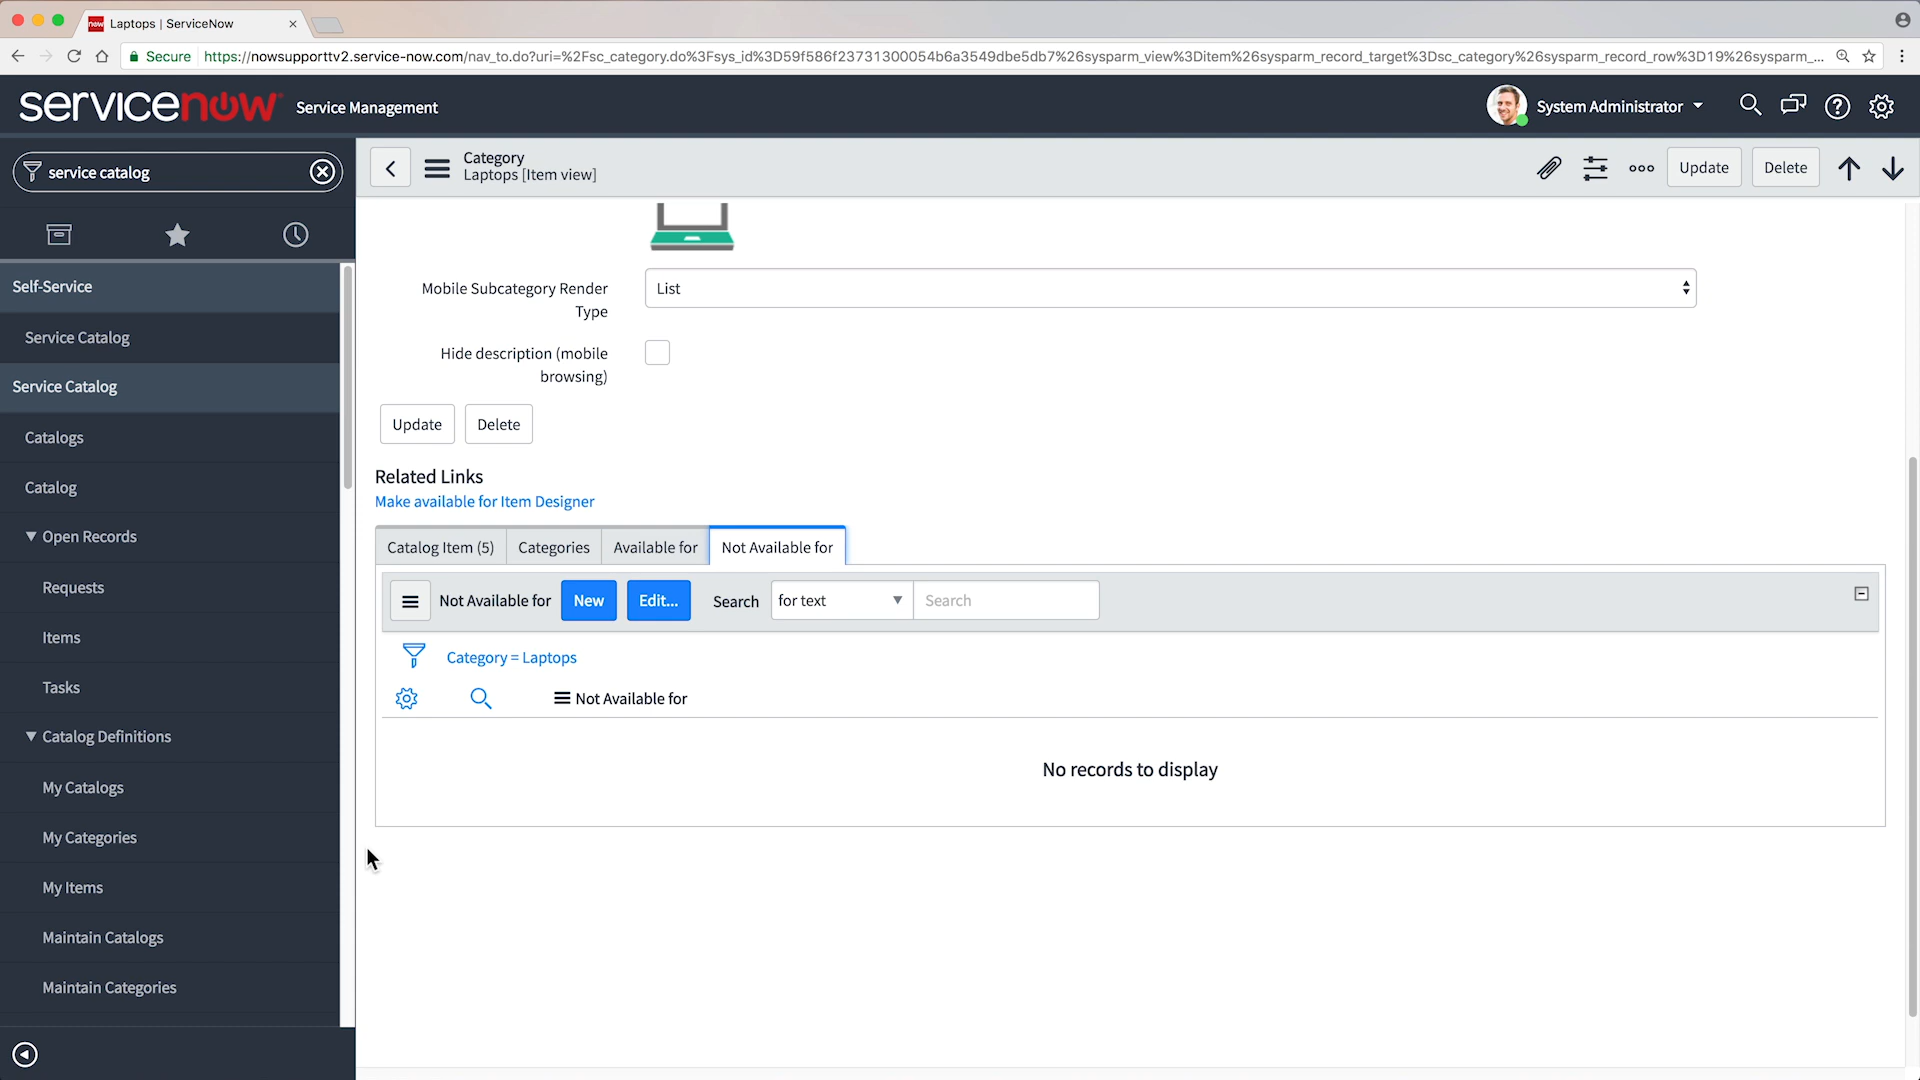 Laptops | ServiceNow
Secure
https://nowsupporttv2.service-now.com/nav_to.do?uri=%2Fsc_category.do%3Fsys_id%3D59f586f23731300054b6a3549dbe5db7%26sysparm_view%3Ditem%26sysparm_record_target%3Dsc_category%26sysparm_record_row%3D19%26sysparm_...
servicenow Service Management
System Administrator
service catalog
Category
Laptops [Item view]
Update
Delete
Self-Service
Service Catalog
Service Catalog
Catalogs
Catalog
Open Records
Requests
Items
Tasks
Catalog Definitions
My Catalogs
My Categories
My Items
Maintain Catalogs
Maintain Categories
Mobile Subcategory Render
Type
List
Hide description (mobile
browsing)
Update
Delete
Related Links
Make available for Item Designer
Catalog Item (5)
Categories
Available for
Not Available for
Not Available for
New
Edit...
Search
for text
Search
Category = Laptops
Not Available for
No records to display